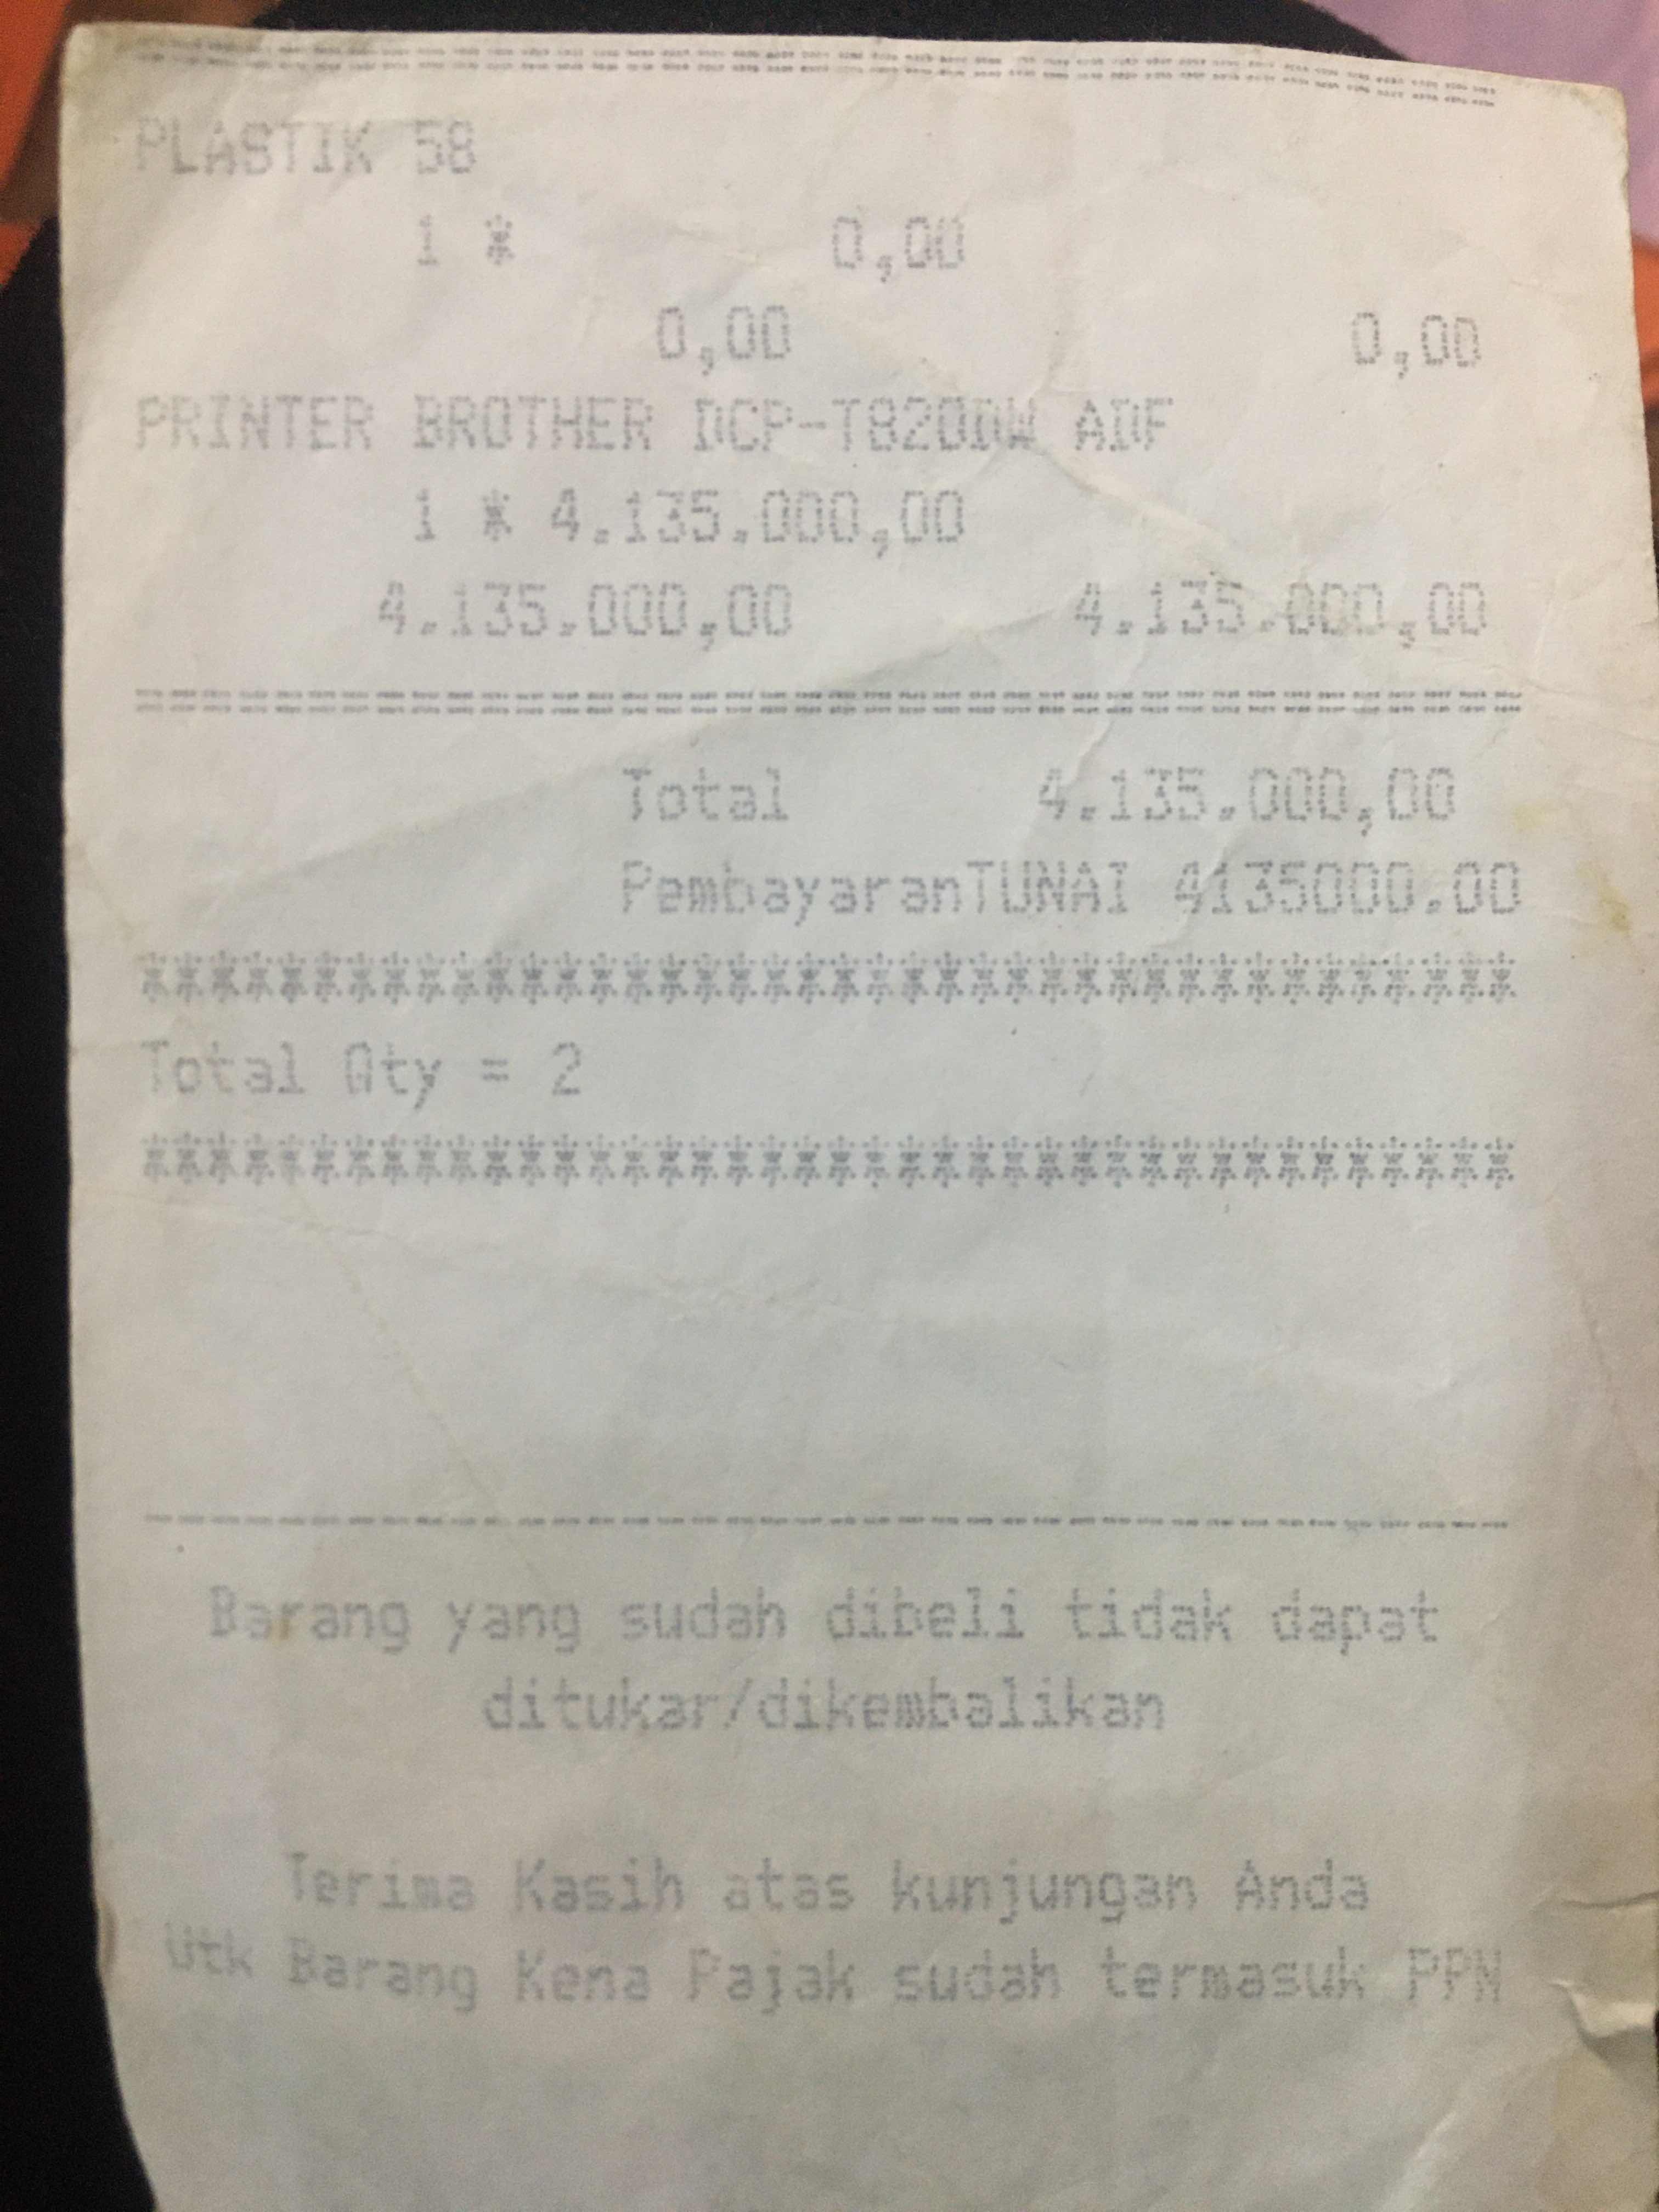 ================================================
PLASTIK 58
1 * 0,00
0,00 0,00
PRINTER BROTHER DCP-T820DW ADF
1 * 4.135.000,00
4.135.000,00 4.135.000,00
========================================
Total 4.135.000,00
PembayaranTUNAI 4135000.00
****************************************
Total Qty = 2
****************************************
----------------------------------------
Barang yang sudah dibeli tidak dapat
ditukar/dikembalikan
Terima Kasih atas kunjungan Anda
Utk Barang Kena Pajak sudah termasuk PPN